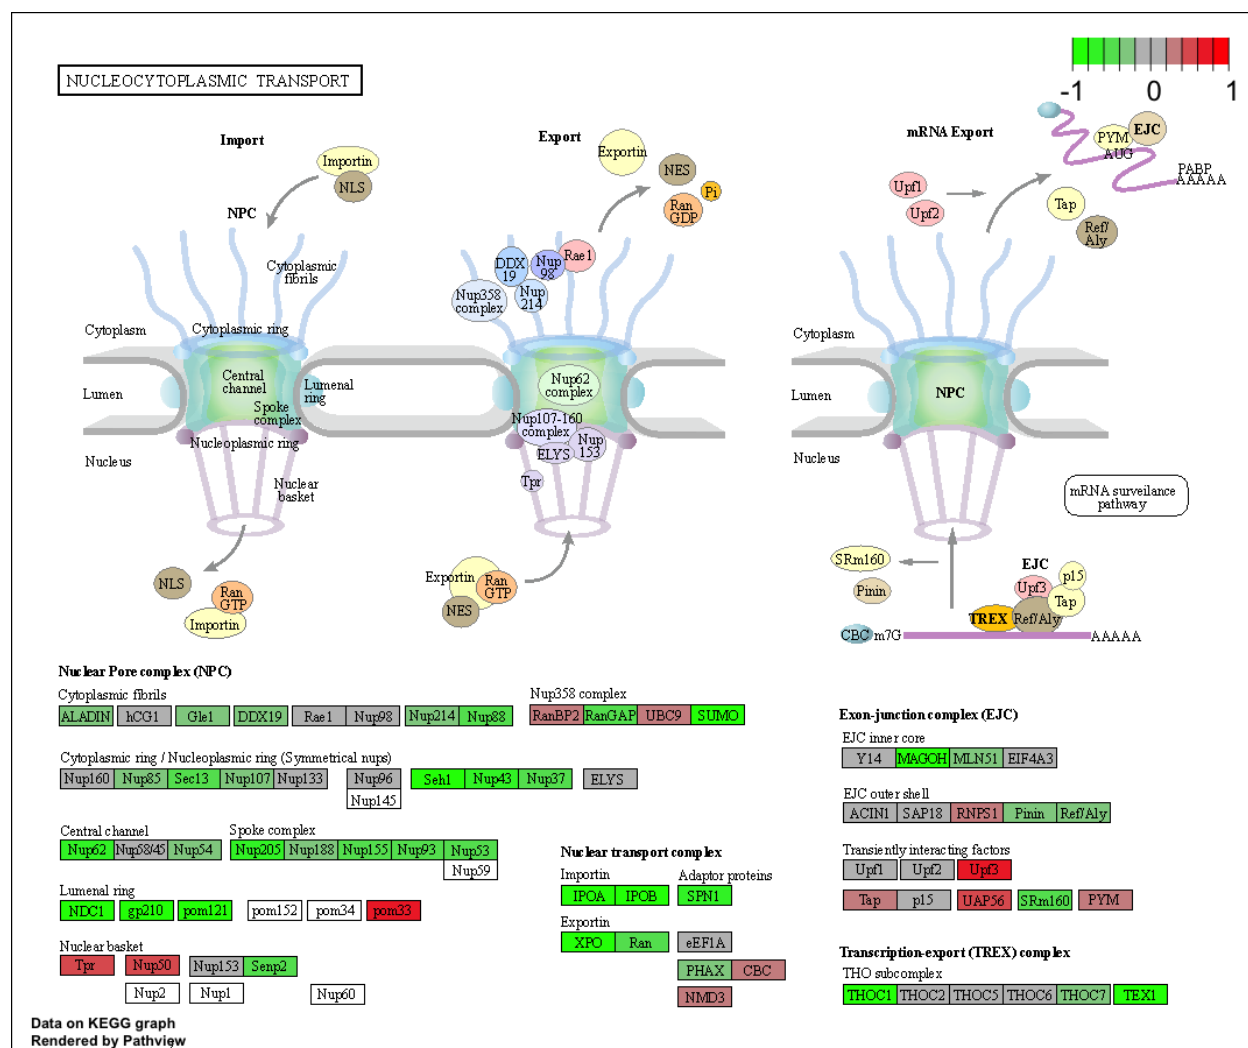 NUCLEOCYTOPLASMIC TRANSPORT
-1 0 1
Import
Importin
NLS
NPC
Cytoplasmic
fibrils
Cytoplasm
Cytoplasmic ring
Central
channel
Lumen
Lumenal
ring
Spoke
complex
Nucleoplasmic ring
Nucleus
Nuclear
basket
NLS
Ran
GTP
Importin
Export
Exportin
NES
Pi
Ran
GDP
DDX
19
Nup
98
Rae1
Nup358
complex
Nup
214
Nup62
complex
Nup107-160
complex
Nup
153
ELYS
Tpr
Exportin
Ran
GTP
NES
mRNA Export
PYM
EJC
AUG
PABP
AAAAA
Upf1
Upf2
Tap
Ref/
Aly
Cytoplasm
Lumen
NPC
Nucleus
mRNA surveilance
pathway
SRm160
Pinin
EJC
Upf3
p15
Tap
TREX
Ref/Aly
CBC m7G
AAAAA
Nuclear Pore complex (NPC)
Cytoplasmic fibrils
ALADIN hCG1 Gle1 DDX19 Rae1 Nup98 Nup214 Nup88
Nup358 complex
RanBP2 RanGAP UBC9 SUMO
Cytoplasmic ring / Nucleoplasmic ring (Symmetrical nups)
Nup160 Nup85 Sec13 Nup107 Nup133 Nup96 Seh1 Nup43 Nup37 ELYS
Nup145
Central channel
Nup62 Nup58/45 Nup54
Spoke complex
Nup205 Nup188 Nup155 Nup93 Nup53
Nup59
Lumenal ring
NDC1 gp210 pom121 pom152 pom34 pom33
Nuclear basket
Tpr Nup50 Nup153 Senp2
Nup2 Nup1 Nup60
Nuclear transport complex
Importin
IPOA IPOB
Adaptor proteins
SPN1
Exportin
XPO Ran eEF1A
PHAX CBC
NMD3
Exon-junction complex (EJC)
EJC inner core
Y14 MAGOH MLN51 EIF4A3
EJC outer shell
ACIN1 SAP18 RNPS1 Pinin Ref/Aly
Transiently interacting factors
Upf1 Upf2 Upf3
Tap p15 UAP56 SRm160 PYM
Transcription-export (TREX) complex
THO subcomplex
THOC1 THOC2 THOC5 THOC6 THOC7 TEX1
Data on KEGG graph
Rendered by Pathview